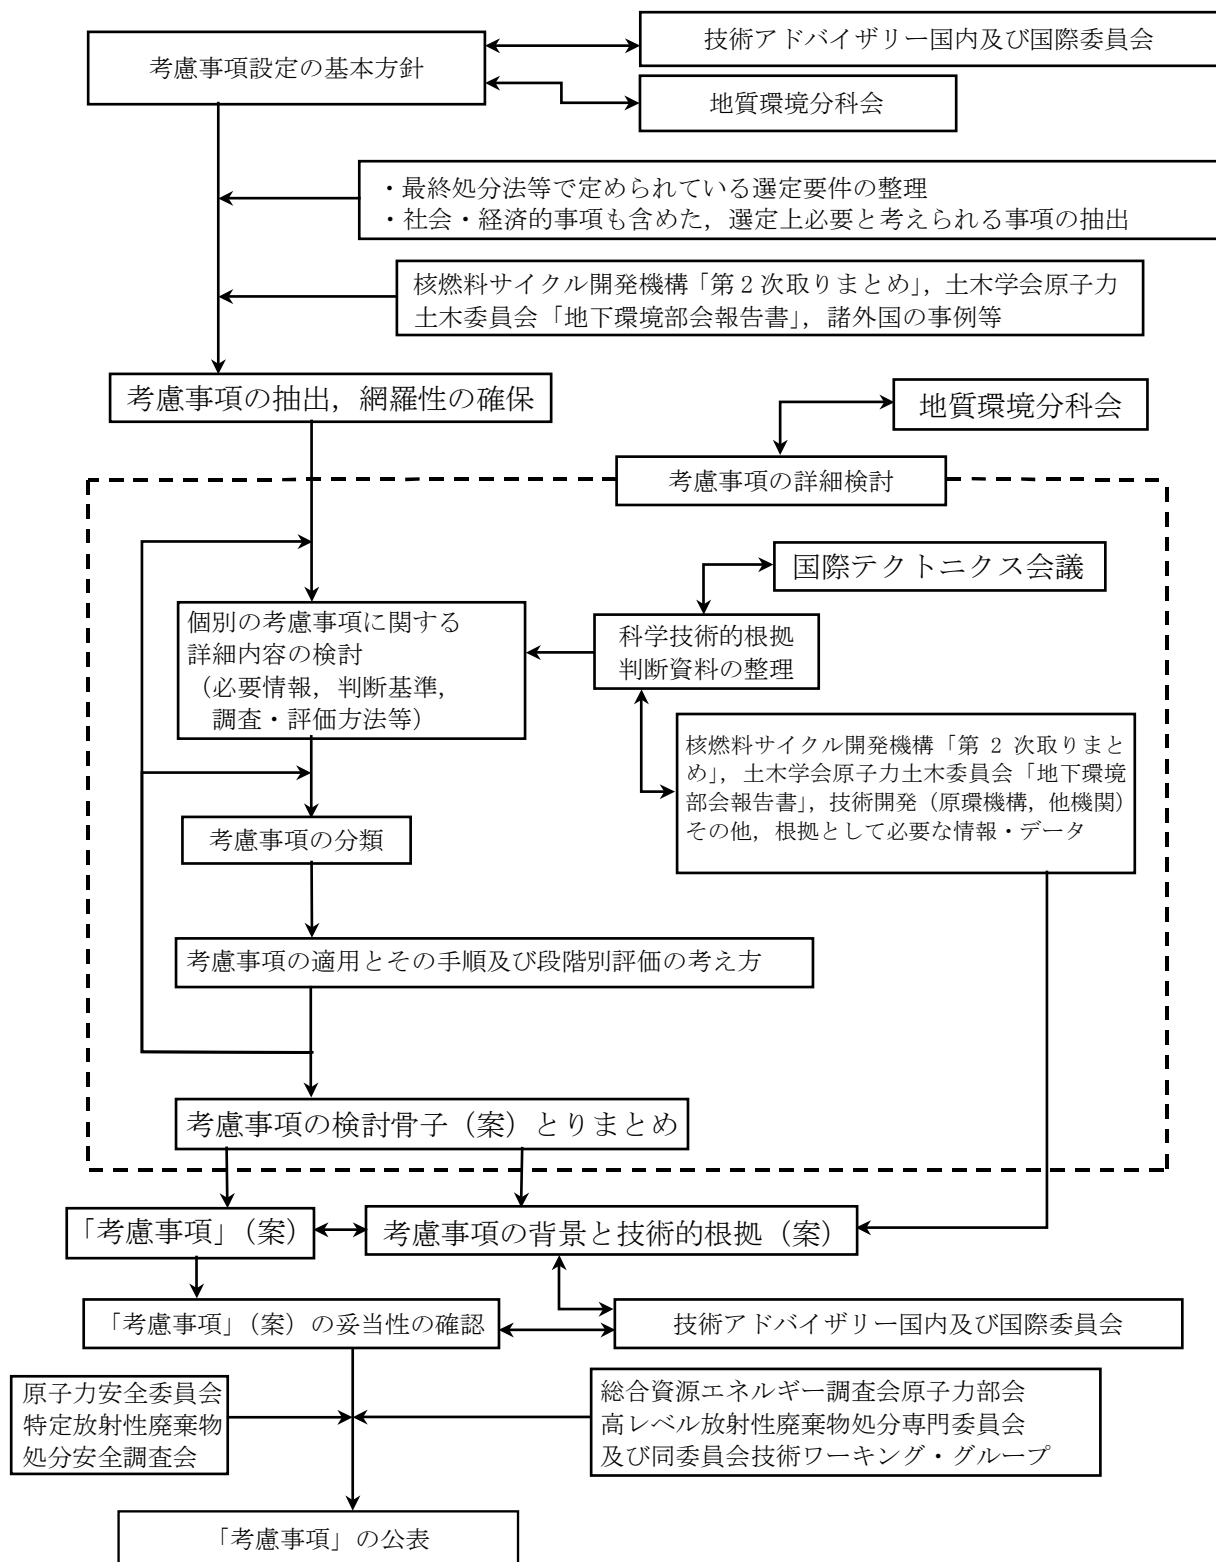 技術アドバイザリー国内及び国際委員会
考慮事項設定の基本方針
地質環境分科会
・最終処分法等で定められている選定要件の整理
・社会・経済的事項も含めた，選定上必要と考えられる事項の抽出
核燃料サイクル開発機構「第２次取りまとめ」，土木学会原子力
土木委員会「地下環境部会報告書」，諸外国の事例等
考慮事項の抽出，網羅性の確保
地質環境分科会
考慮事項の詳細検討
国際テクトニクス会議
個別の考慮事項に関する
詳細内容の検討
（必要情報，判断基準，
調査・評価方法等）
科学技術的根拠
判断資料の整理
核燃料サイクル開発機構「第 2 次取りまと
め」，土木学会原子力土木委員会「地下環境
部会報告書」，技術開発（原環機構，他機関）
その他，根拠として必要な情報・データ
考慮事項の分類
考慮事項の適用とその手順及び段階別評価の考え方
考慮事項の検討骨子（案）とりまとめ
「考慮事項」（案）
考慮事項の背景と技術的根拠（案）
「考慮事項」（案）の妥当性の確認
技術アドバイザリー国内及び国際委員会
原子力安全委員会
特定放射性廃棄物
処分安全調査会
総合資源エネルギー調査会原子力部会
高レベル放射性廃棄物処分専門委員会
及び同委員会技術ワーキング・グループ
「考慮事項」の公表